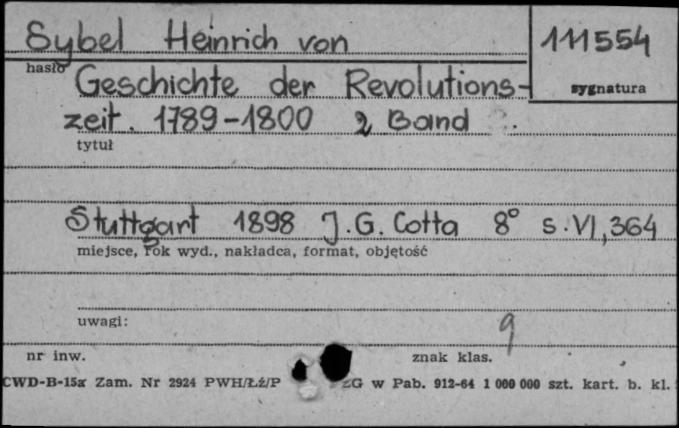 Sybel Heinrich von
111554
hasło
Geschichte der Revolutions-
sygnatura
zeit. 1789-1800 2 Band
tytuł
Stuttgart 1898 J.G. Cotta 8° s. VI, 364
miejsce, rok wyd., nakładca, format, objętość
uwagi:
9
nr inw.
znak klas.
CWD-B-15a Zam. Nr 2924 PWH/Łź/P ZG w Pab. 912-64 1 000 000 szt. kart. b. kl.